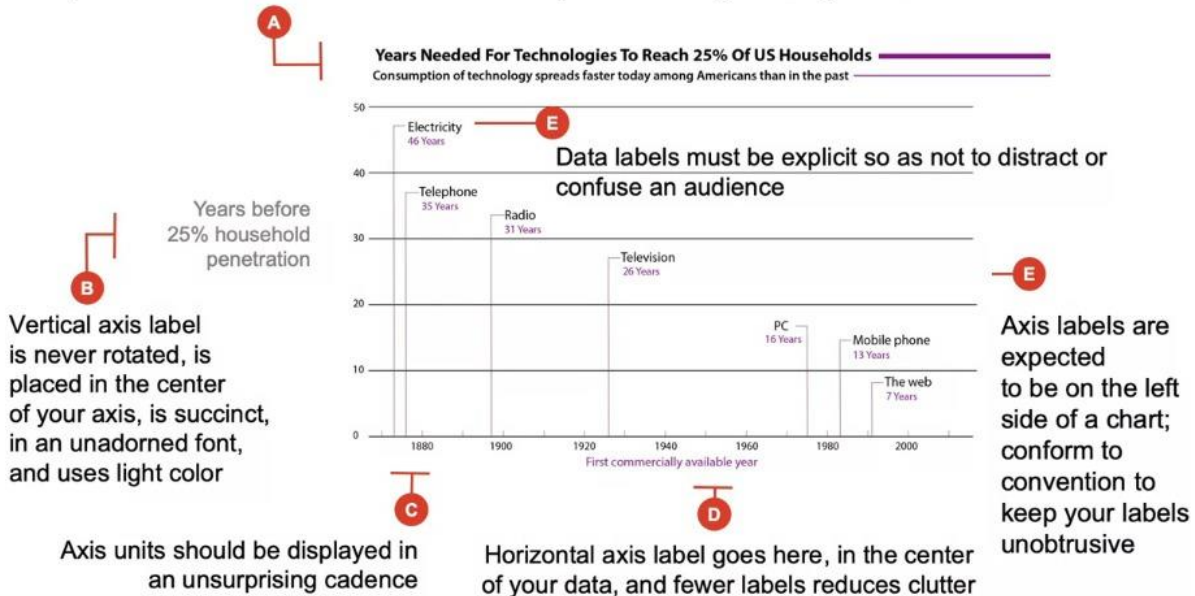 A
Years Needed For Technologies To Reach 25% Of US Households
Consumption of technology spreads faster today among Americans than in the past
50
Electricity
46 Years
E
Data labels must be explicit so as not to distract or
confuse an audience
40
Telephone
35 Years
Radio
31 Years
Years before
25% household
penetration
30
B
Television
26 Years
E
20
Vertical axis label
is never rotated, is
placed in the center
of your axis, is succinct,
in an unadorned font,
and uses light color
PC
16 Years
Mobile phone
13 Years
Axis labels are
expected
to be on the left
side of a chart;
conform to
convention to
keep your labels
unobtrusive
10
The web
7 Years
0
1880 1900 1920 1940 1960 1980 2000
First commercially available year
C
D
Axis units should be displayed in
an unsurprising cadence
Horizontal axis label goes here, in the center
of your data, and fewer labels reduces clutter